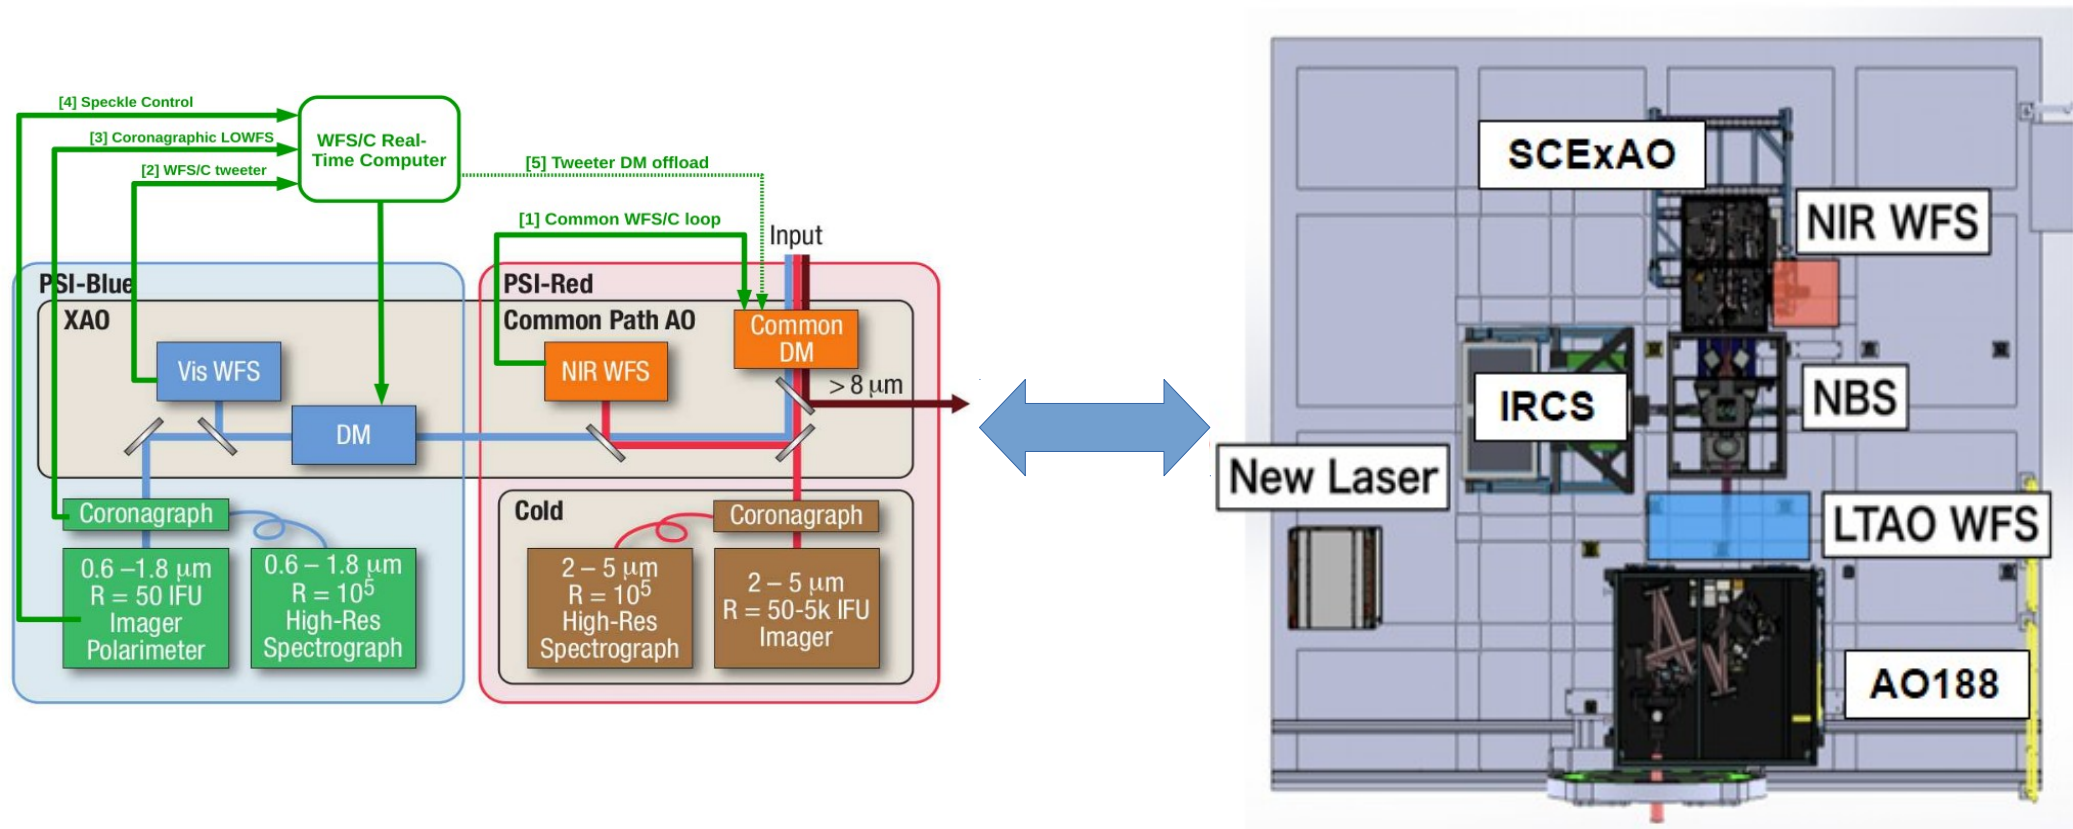 [4] Speckle Control
[3] Coronagraphic LOWFS
[2] WFS/C tweeter
WFS/C Real-
Time Computer
[5] Tweeter DM offload
[1] Common WFS/C loop
Input
PSI-Blue
XAO
Vis WFS
DM
Coronagraph
0.6 –1.8 μm
R = 50 IFU
Imager
Polarimeter
0.6 – 1.8 μm
R = 10⁵
High-Res
Spectrograph
PSI-Red
Common Path AO
NIR WFS
Common
DM
> 8 μm
Cold
Coronagraph
2 – 5 μm
R = 10⁵
High-Res
Spectrograph
2 – 5 μm
R = 50-5k IFU
Imager
SCExAO
NIR WFS
IRCS
NBS
New Laser
LTAO WFS
AO188